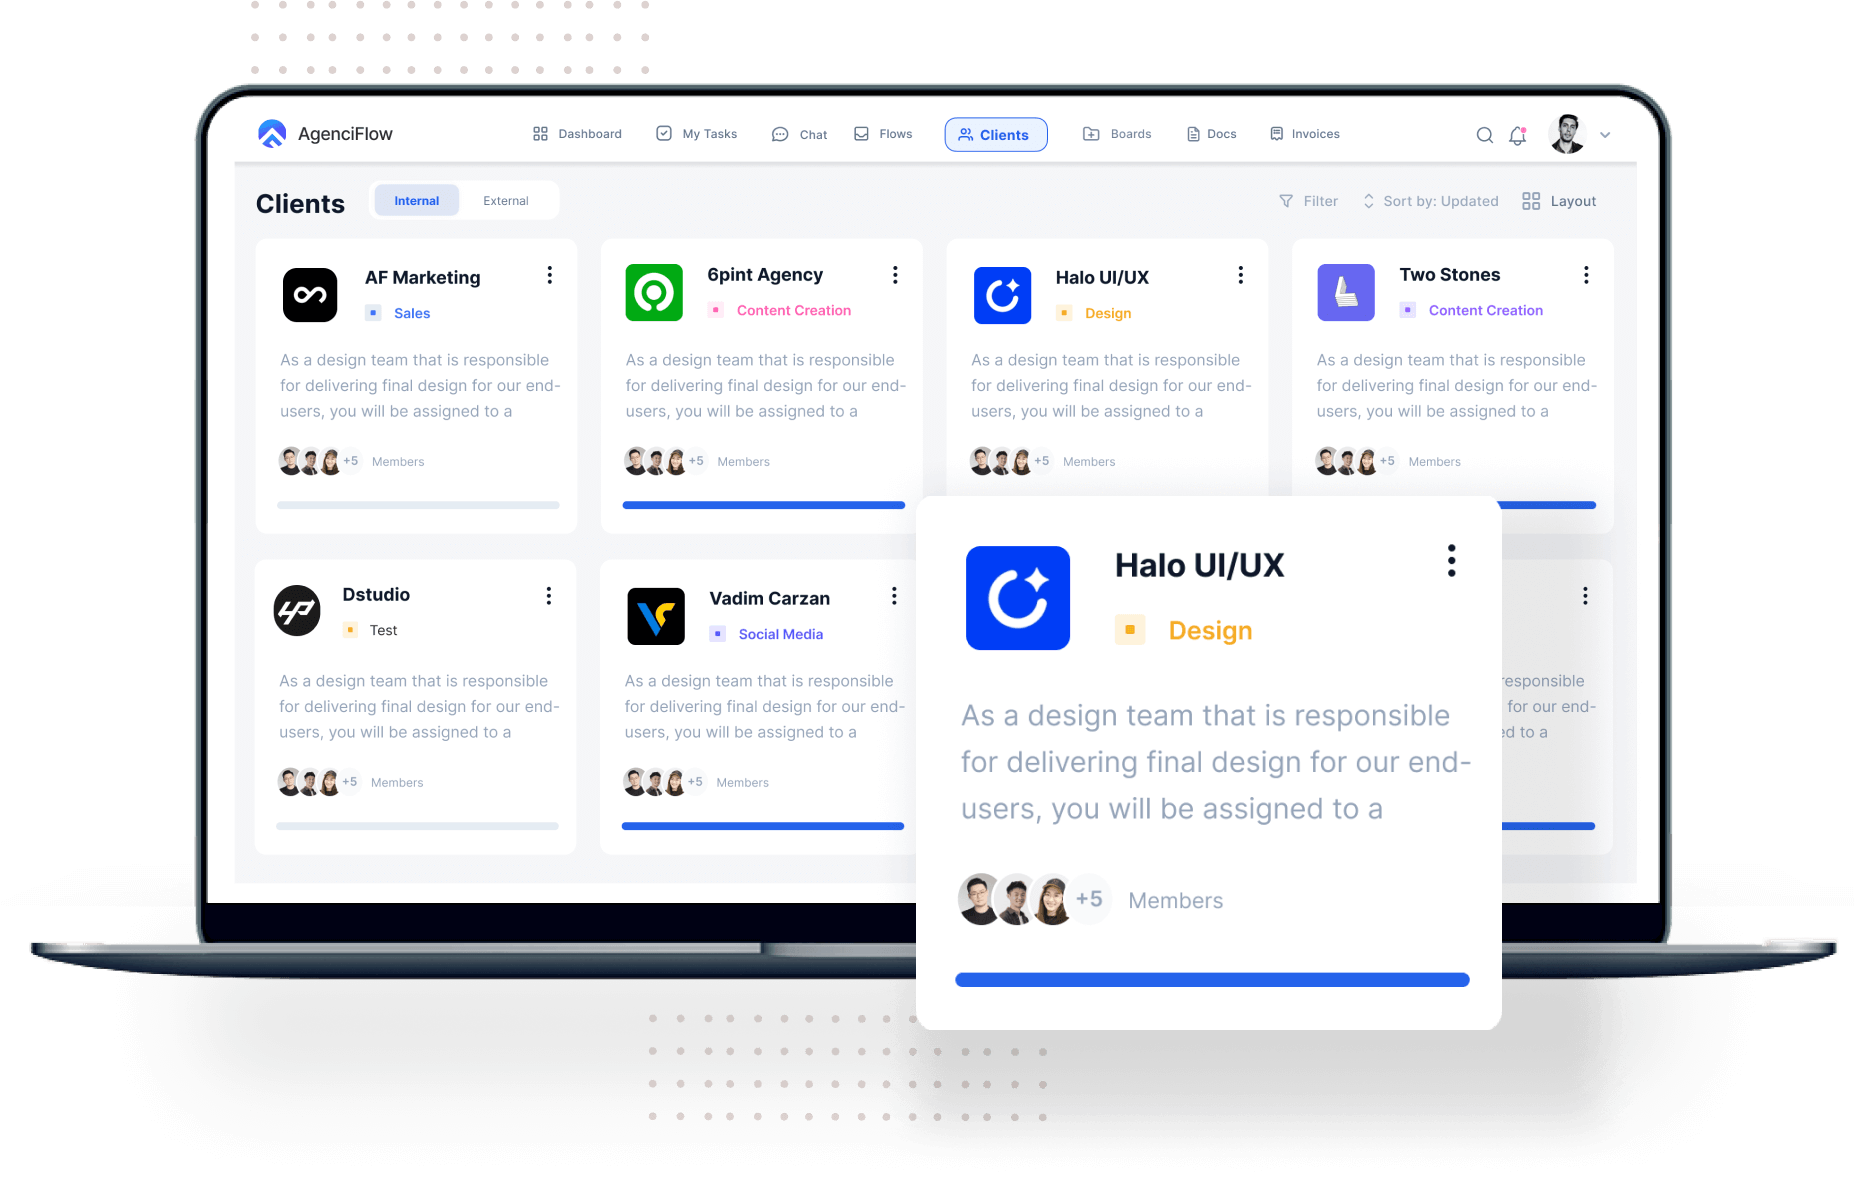 AgenciFlow
Dashboard
My Tasks
Chat
Flows
Clients
Boards
Docs
Invoices
Clients
Internal
External
Filter
Sort by: Updated
Layout
AF Marketing
Sales
As a design team that is responsible
for delivering final design for our end-
users, you will be assigned to a
+5 Members
6pint Agency
Content Creation
As a design team that is responsible
for delivering final design for our end-
users, you will be assigned to a
+5 Members
Halo UI/UX
Design
As a design team that is responsible
for delivering final design for our end-
users, you will be assigned to a
+5 Members
Two Stones
Content Creation
As a design team that is responsible
for delivering final design for our end-
users, you will be assigned to a
+5 Members
Dstudio
Test
As a design team that is responsible
for delivering final design for our end-
users, you will be assigned to a
+5 Members
Vadim Carzan
Social Media
As a design team that is responsible
for delivering final design for our end-
users, you will be assigned to a
+5 Members
Halo UI/UX
Design
As a design team that is responsible
for delivering final design for our end-
users, you will be assigned to a
+5 Members
responsible
for our end-
to a